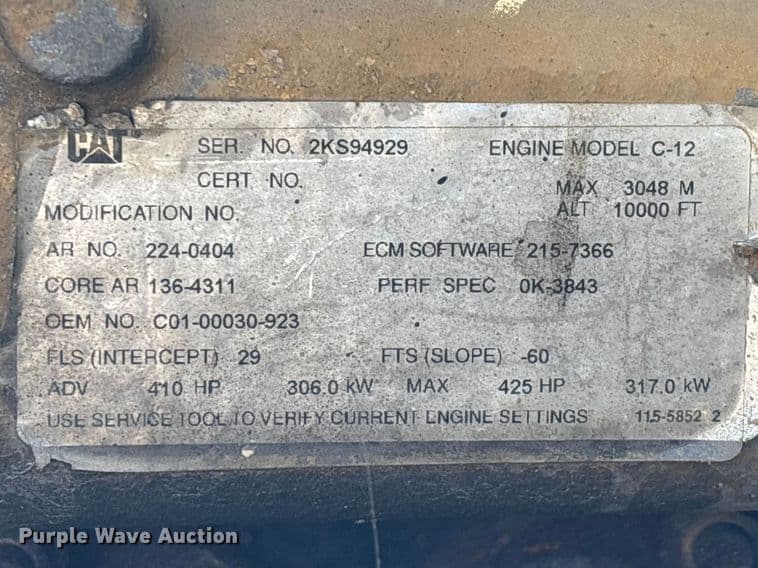 CAT SER. NO. 2KS94929 ENGINE MODEL C-12
CERT NO. MAX 3048 M
MODIFICATION NO. ALT 10000 FT
AR NO. 224-0404 ECM SOFTWARE 215-7366
CORE AR 136-4311 PERF SPEC 0K-3843
OEM NO. C01-00030-923
FLS (INTERCEPT) 29 FTS (SLOPE) -60
ADV 410 HP 306.0 kW MAX 425 HP 317.0 kW
USE SERVICE TOOL TO VERIFY CURRENT ENGINE SETTINGS 115-5852 2
Purple Wave Auction